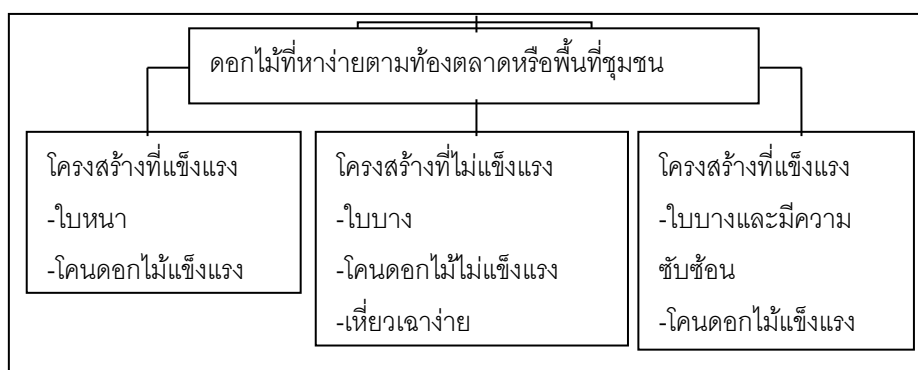 ดอกไม้ที่หาง่ายตามท้องตลาดหรือพื้นที่ชุมชน
โครงสร้างที่แข็งแรง
-ใบหนา
-โคนดอกไม้แข็งแรง
โครงสร้างที่ไม่แข็งแรง
-ใบบาง
-โคนดอกไม้ไม่แข็งแรง
-เหี่ยวเฉาง่าย
โครงสร้างที่แข็งแรง
-ใบบางและมีความ
ซับซ้อน
-โคนดอกไม้แข็งแรง